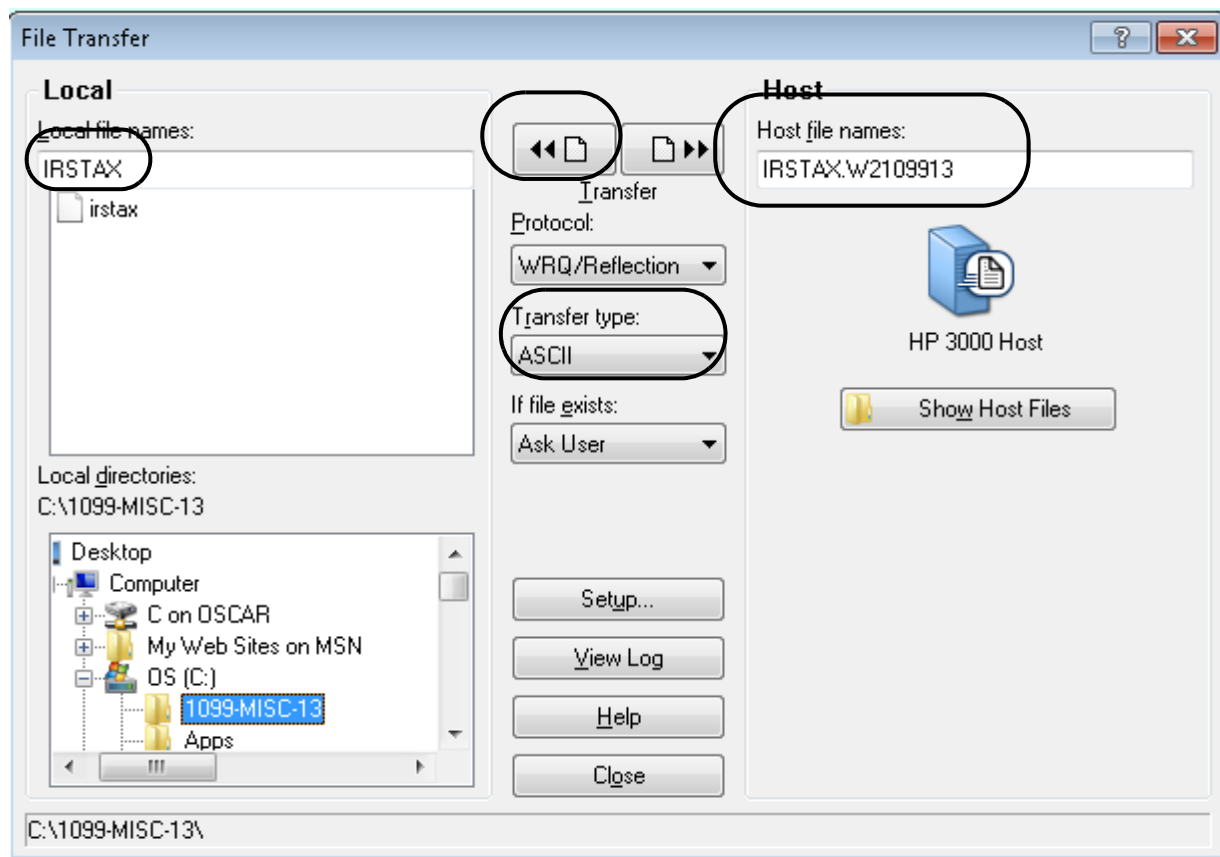 File Transfer
Local
Local file names:
IRSTAX
irstax
Local directories:
C:\1099-MISC-13
Desktop
Computer
C on OSCAR
My Web Sites on MSN
OS (C:)
1099-MISC-13
Apps
Transfer
Protocol:
WRQ/Reflection
Transfer type:
ASCII
If file exists:
Ask User
Setup...
View Log
Help
Close
Host
Host file names:
IRSTAX.W2109913
HP 3000 Host
Show Host Files
C:\1099-MISC-13\